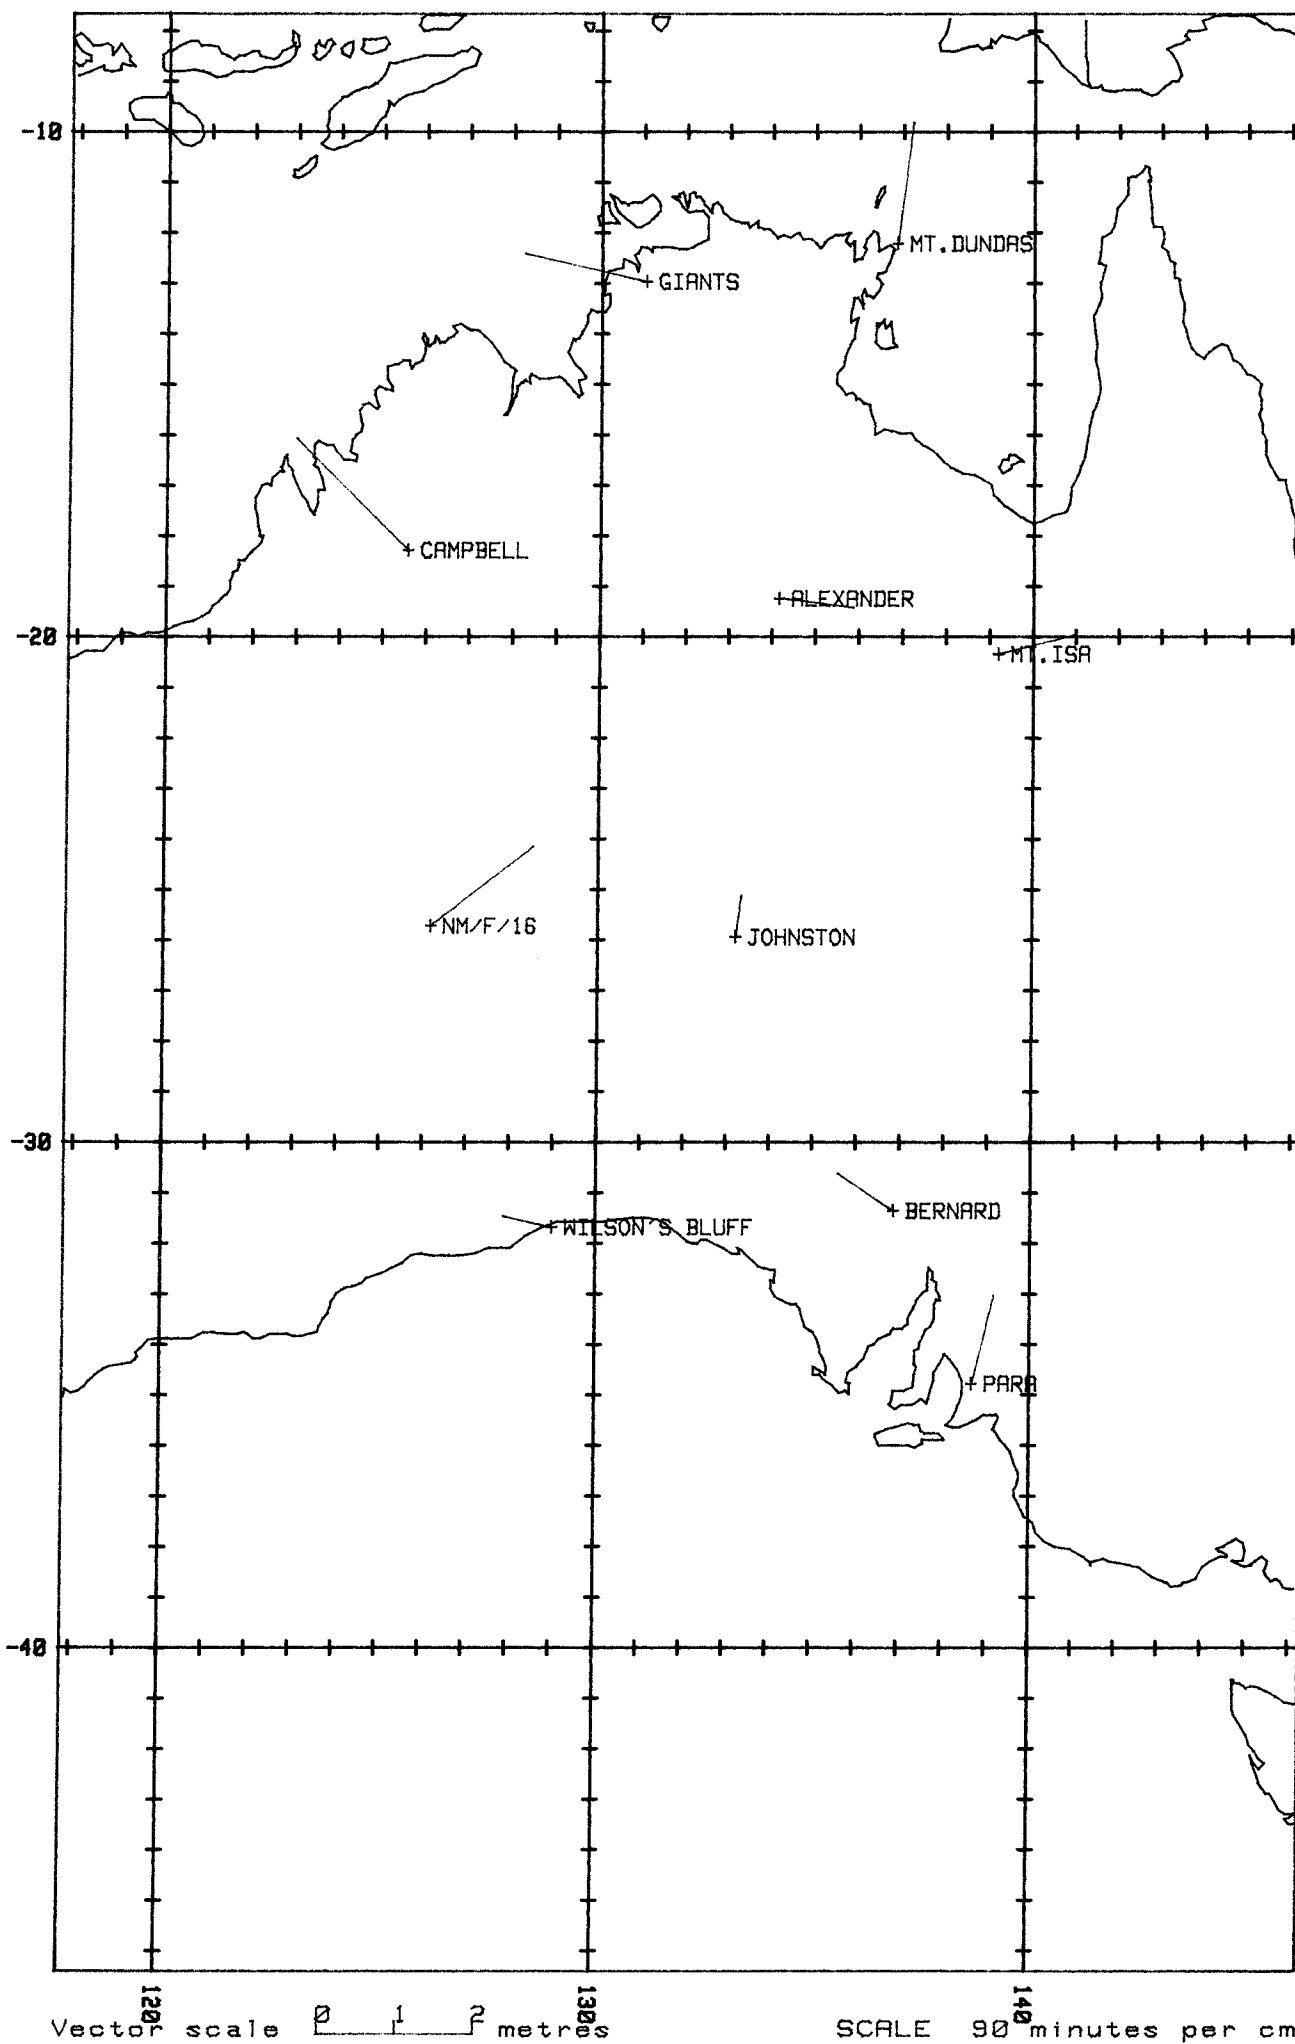 -10
MT.DUNDAS
GIANTS
CAMPBELL
ALEXANDER
-20
MT.ISA
NM/F/16
JOHNSTON
-30
BERNARD
WILSON'S BLUFF
PARA
-40
120
130
140
Vector scale 0 1 2 metres
SCALE 90 minutes per cm